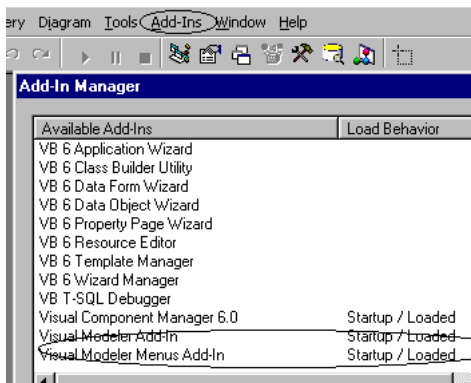 ery Diagram Tools Add-Ins Window Help
Add-In Manager
Available Add-Ins Load Behavior
VB 6 Application Wizard
VB 6 Class Builder Utility
VB 6 Data Form Wizard
VB 6 Data Object Wizard
VB 6 Property Page Wizard
VB 6 Resource Editor
VB 6 Template Manager
VB 6 Wizard Manager
VB T-SQL Debugger
Visual Component Manager 6.0 Startup / Loaded
Visual Modeler Add-In Startup / Loaded
Visual Modeler Menus Add-In Startup / Loaded